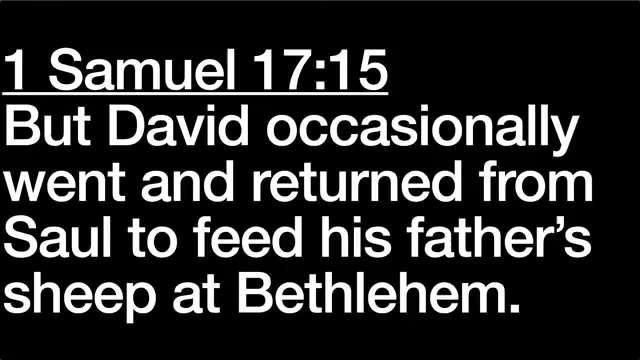 1 Samuel 17:15
But David occasionally
went and returned from
Saul to feed his father’s
sheep at Bethlehem.